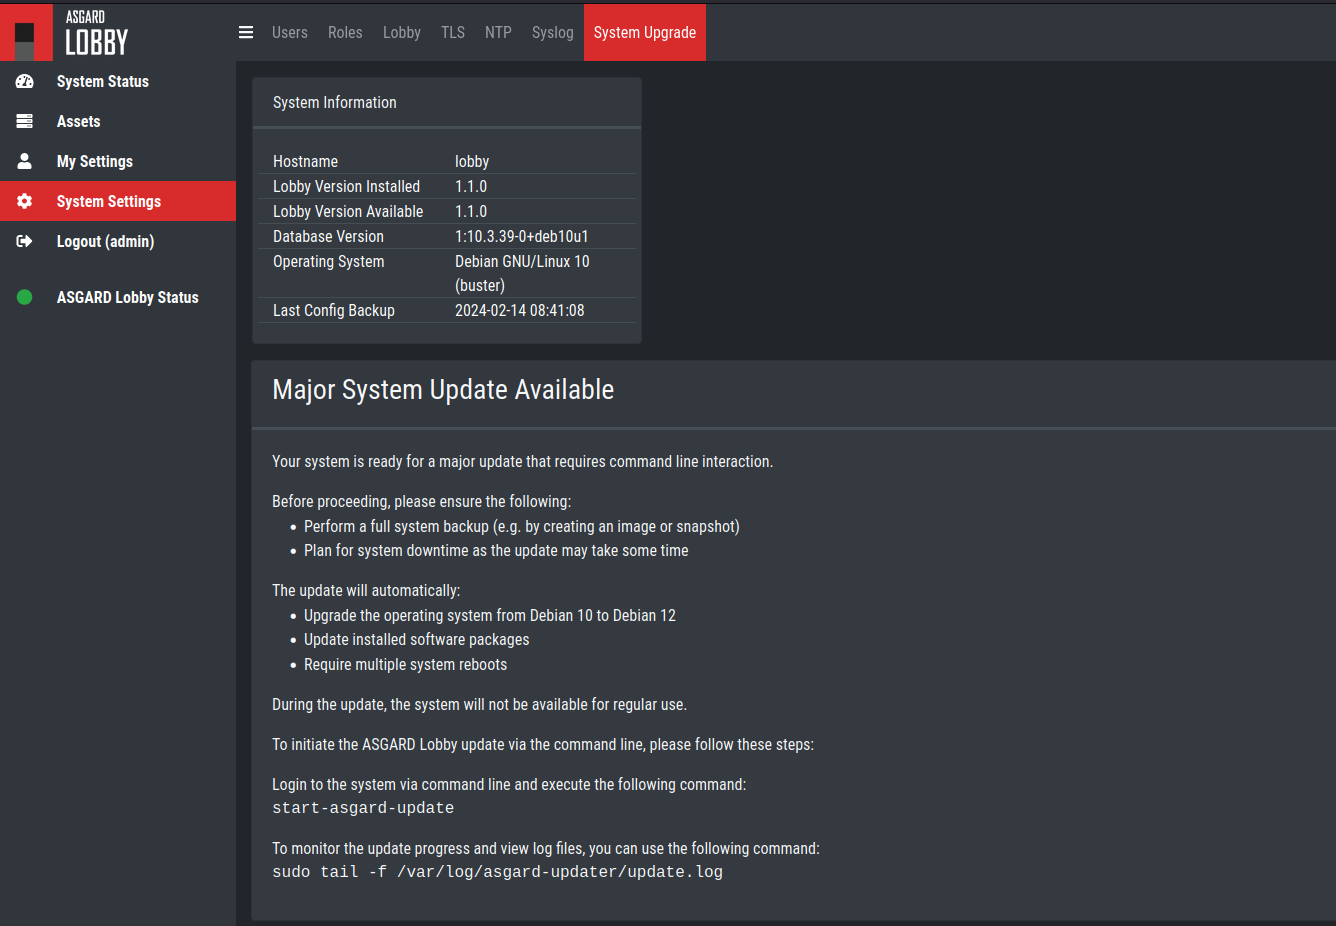 ASGARD
LOBBY
Users Roles Lobby TLS NTP Syslog System Upgrade
System Status
Assets
My Settings
System Settings
Logout (admin)
ASGARD Lobby Status
System Information
Hostname lobby
Lobby Version Installed 1.1.0
Lobby Version Available 1.1.0
Database Version 1:10.3.39-0+deb10u1
Operating System Debian GNU/Linux 10
(buster)
Last Config Backup 2024-02-14 08:41:08
Major System Update Available
Your system is ready for a major update that requires command line interaction.
Before proceeding, please ensure the following:
• Perform a full system backup (e.g. by creating an image or snapshot)
• Plan for system downtime as the update may take some time
The update will automatically:
• Upgrade the operating system from Debian 10 to Debian 12
• Update installed software packages
• Require multiple system reboots
During the update, the system will not be available for regular use.
To initiate the ASGARD Lobby update via the command line, please follow these steps:
Login to the system via command line and execute the following command:
start-asgard-update
To monitor the update progress and view log files, you can use the following command:
sudo tail -f /var/log/asgard-updater/update.log